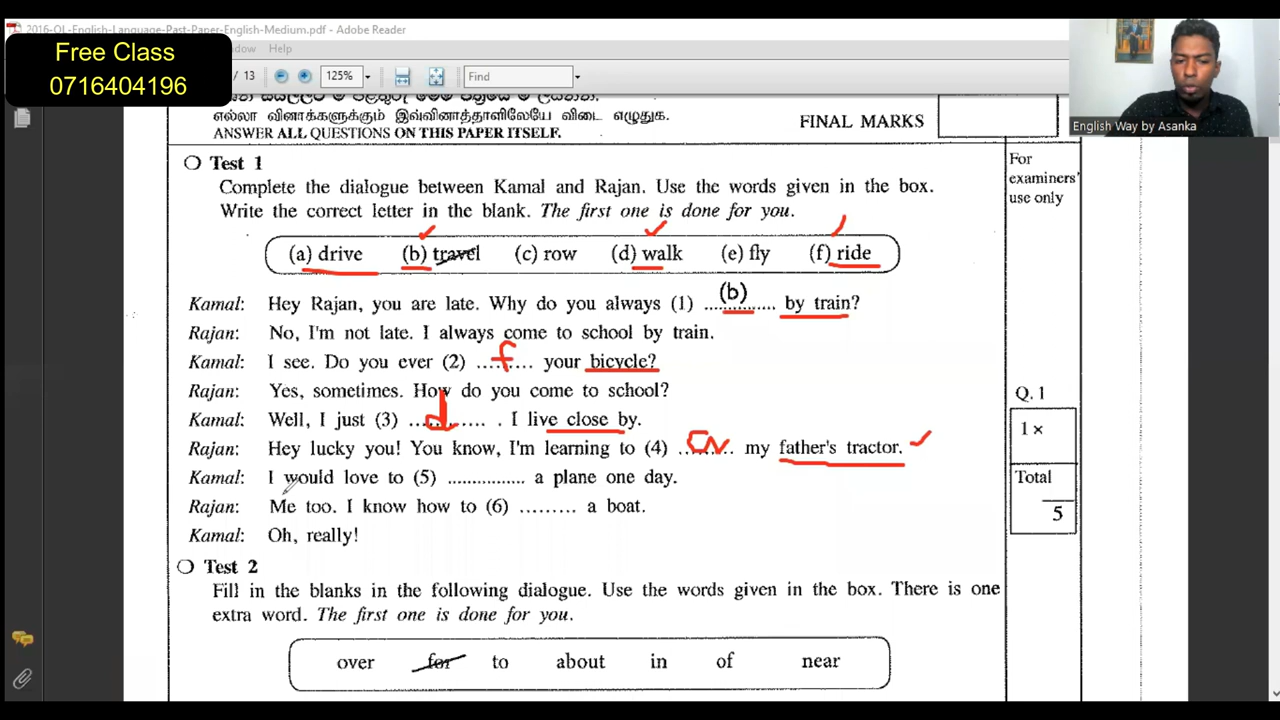 2016-OL-English-Language-Past-Paper-English-Medium.pdf - Adobe Reader
Free Class
0716404196
Help
/ 13
125%
Find
English Way by Asanka
எல்லா வினாக்களுக்கும் இவ்வினாத்தாளிலேயே விடை எழுதுக.
FINAL MARKS
ANSWER ALL QUESTIONS ON THIS PAPER ITSELF.
Test 1
For
examiners'
use only
Complete the dialogue between Kamal and Rajan. Use the words given in the box.
Write the correct letter in the blank. The first one is done for you.
(a) drive (b) travel (c) row (d) walk (e) fly (f) ride
Kamal: Hey Rajan, you are late. Why do you always (1) ....(b).... by train?
Rajan: No, I'm not late. I always come to school by train.
Kamal: I see. Do you ever (2) ....f.... your bicycle?
Rajan: Yes, sometimes. How do you come to school?
Kamal: Well, I just (3) ....d.... . I live close by.
Rajan: Hey lucky you! You know, I'm learning to (4) ......... my father's tractor.
Kamal: I would love to (5) ............... a plane one day.
Rajan: Me too. I know how to (6) ......... a boat.
Kamal: Oh, really!
Q. 1
1 ×
Total
5
Test 2
Fill in the blanks in the following dialogue. Use the words given in the box. There is one
extra word. The first one is done for you.
over for to about in of near